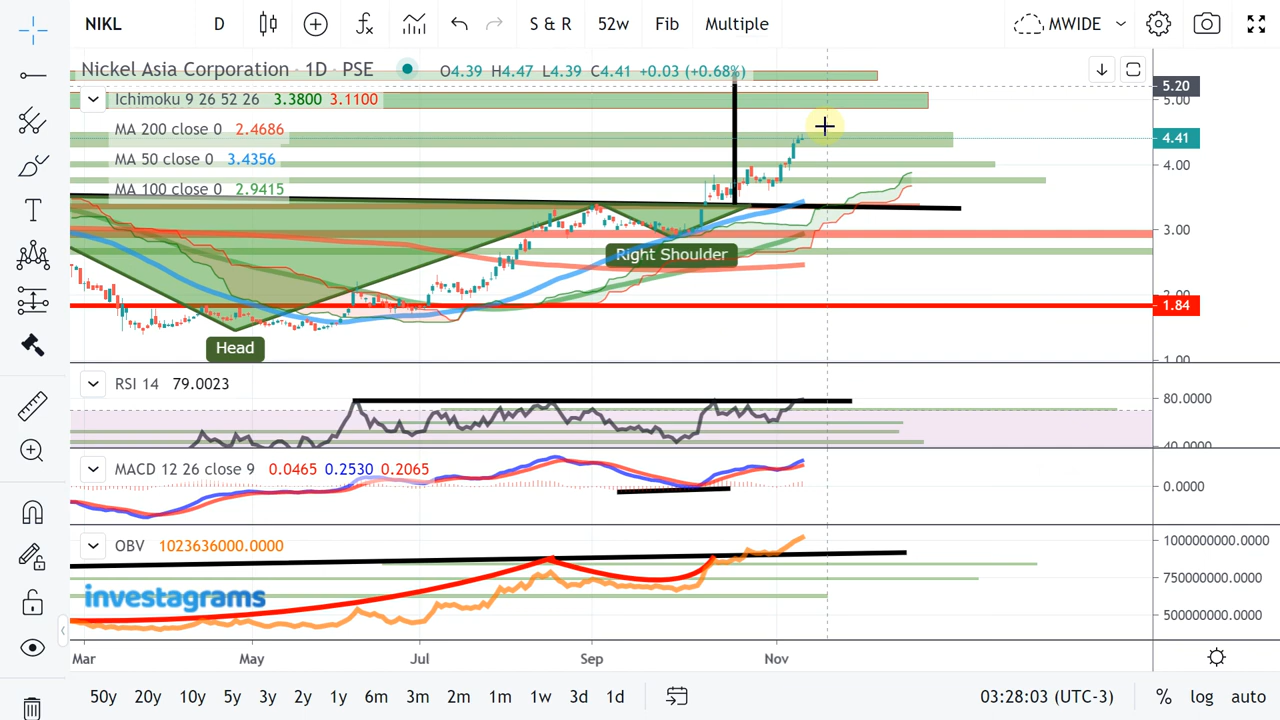 NIKL D S & R 52w Fib Multiple MWIDE
Nickel Asia Corporation · 1D · PSE O4.39 H4.47 L4.39 C4.41 +0.03 (+0.68%)
5.20
5.00
Ichimoku 9 26 52 26 3.3800 3.1100
MA 200 close 0 2.4686
4.41
MA 50 close 0 3.4356
4.00
MA 100 close 0 2.9415
3.00
Right Shoulder
2.00
1.84
Head
1.00
RSI 14 79.0023
80.0000
40.0000
MACD 12 26 close 9 0.0465 0.2530 0.2065
0.0000
OBV 1023636000.0000
1000000000.0000
750000000.0000
investagrams
500000000.0000
Mar May Jul Sep Nov
50y 20y 10y 5y 3y 2y 1y 6m 3m 2m 1m 1w 3d 1d 03:28:03 (UTC-3) % log auto